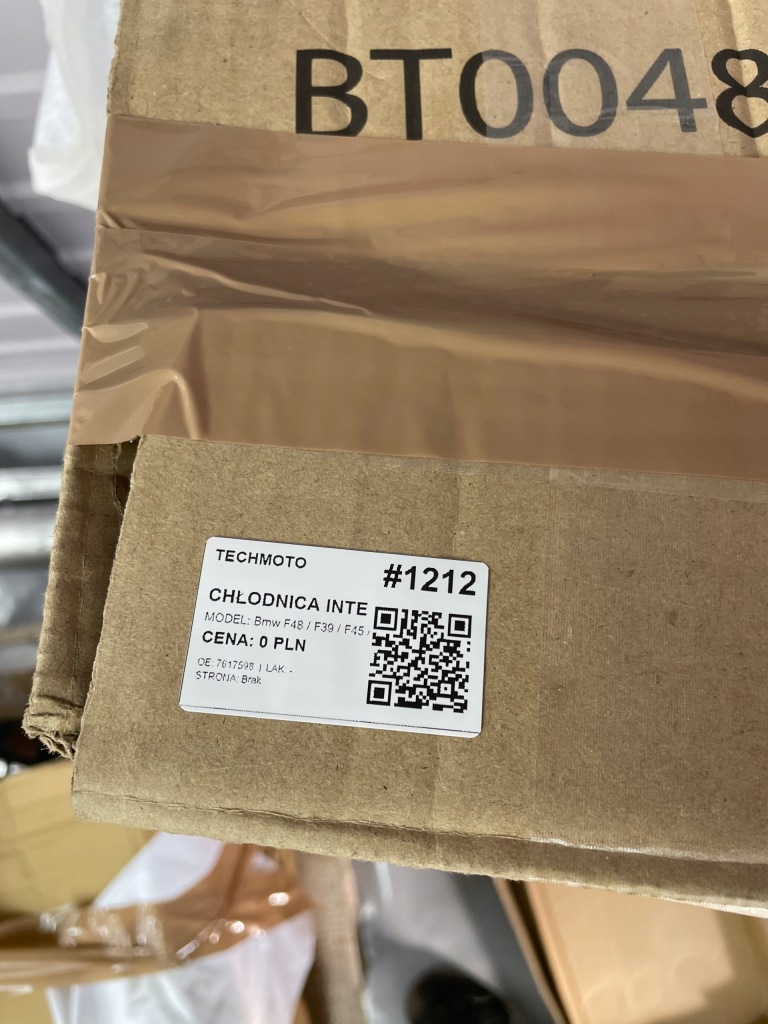 BT0048
TECHMOTO
#1212
CHŁODNICA INTE
MODEL: Bmw F48 / F39 / F45 /
CENA: 0 PLN
OE: 7617598 | LAK: -
STRONA: Brak